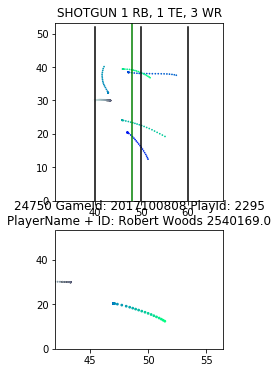 SHOTGUN 1 RB, 1 TE, 3 WR
50
40
30
20
10
0
40 50 60
24750 GameId: 2017100808 PlayId: 2295
PlayerName + ID: Robert Woods 2540169.0
40
20
0
45 50 55